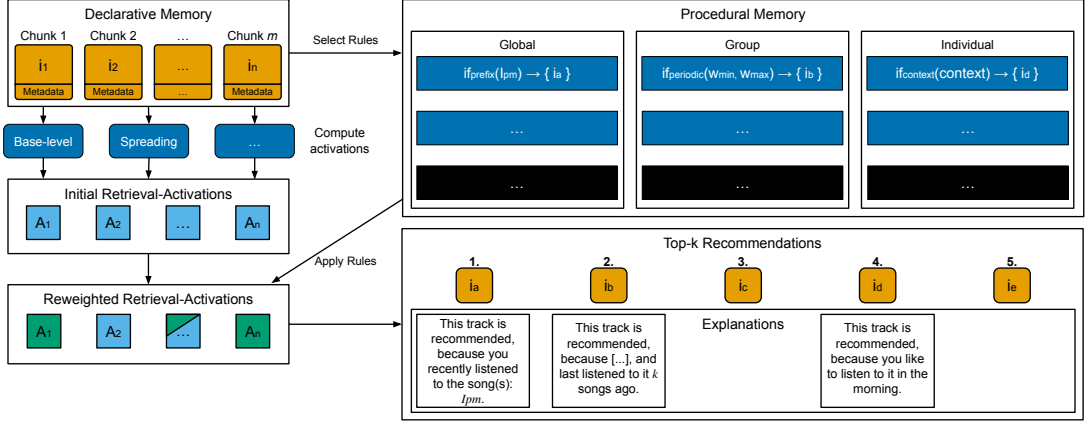 Declarative Memory
Chunk 1
Chunk 2
...
Chunk m
i1
i2
...
in
Metadata
Metadata
...
Metadata
Base-level
Spreading
...
Compute
activations
Initial Retrieval-Activations
A1
A2
...
An
Reweighted Retrieval-Activations
A1
A2
...
An
Select Rules
Apply Rules
Procedural Memory
Global
ifprefix(Ipm) → { ia }
...
...
Group
ifperiodic(wmin, wmax) → { ib }
...
...
Individual
ifcontext(context) → { id }
...
...
Top-k Recommendations
1.
2.
3.
4.
5.
ia
ib
ic
id
ie
Explanations
This track is
recommended,
because you
recently listened
to the song(s):
Ipm.
This track is
recommended,
because [...], and
last listened to it k
songs ago.
This track is
recommended,
because you like
to listen to it in the
morning.